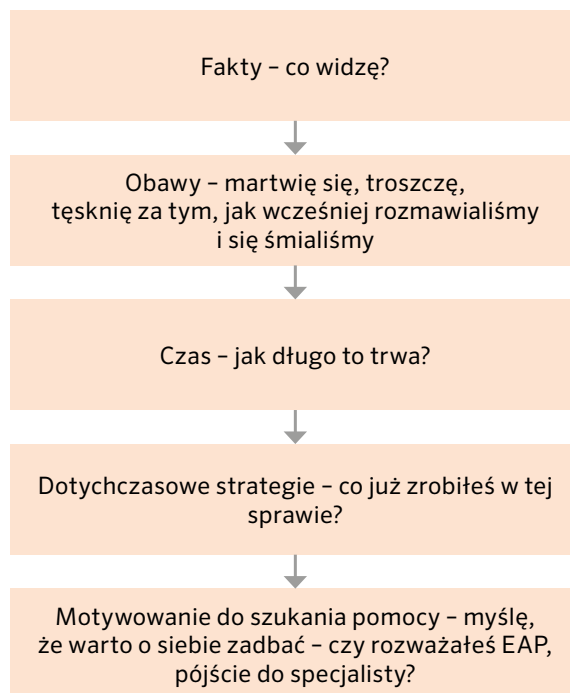 Fakty – co widzę?
Obawy – martwię się, troszczę,
tęsknię za tym, jak wcześniej rozmawialiśmy
i się śmialiśmy
Czas – jak długo to trwa?
Dotychczasowe strategie – co już zrobiłeś w tej
sprawie?
Motywowanie do szukania pomocy – myślę,
że warto o siebie zadbać – czy rozważałeś EAP,
pójście do specjalisty?